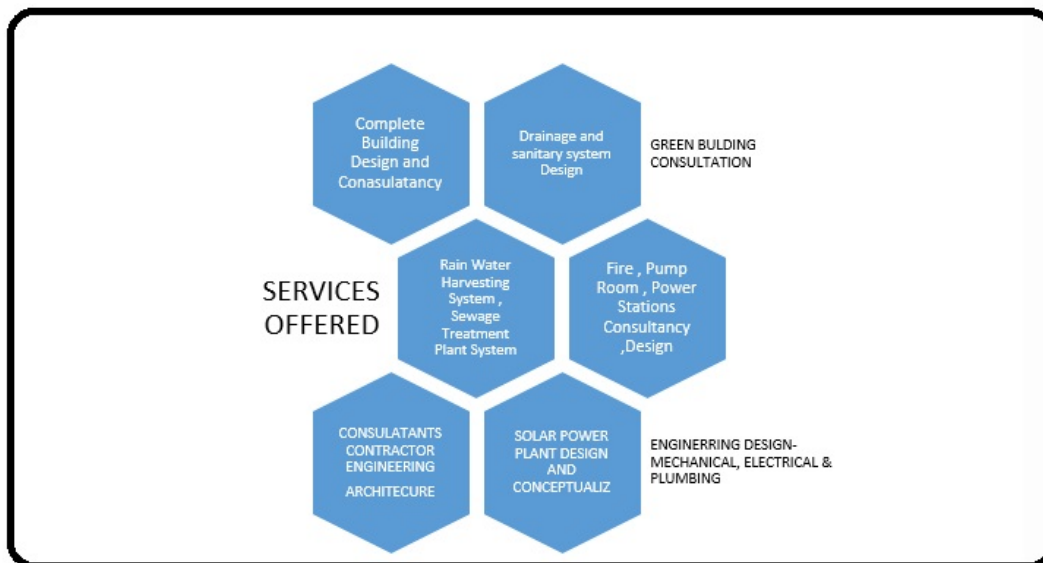 Complete
Building
Design and
Conasulatancy
Drainage and
sanitary system
Design
GREEN BULDING
CONSULTATION
SERVICES
OFFERED
Rain Water
Harvesting
System ,
Sewage
Treatment
Plant System
Fire , Pump
Room , Power
Stations
Consultancy
,Design
CONSULATANTS
CONTRACTOR
ENGINEERING
ARCHITECURE
SOLAR POWER
PLANT DESIGN
AND
CONCEPTUALIZ
ENGINERRING DESIGN-
MECHANICAL, ELECTRICAL &
PLUMBING